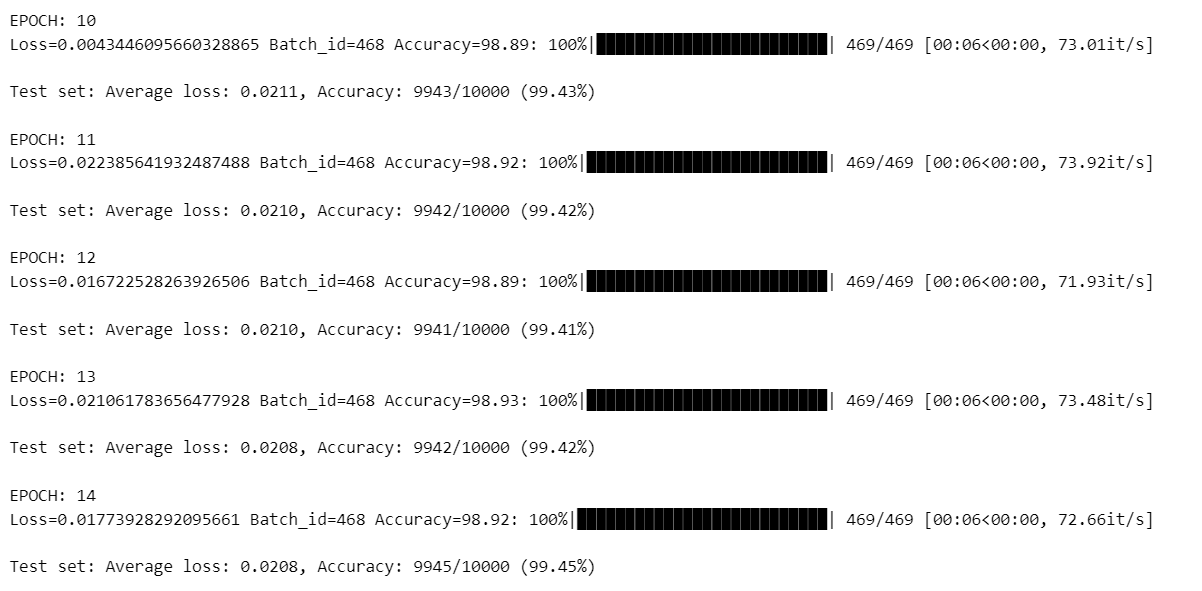 EPOCH: 10
Loss=0.0043446095660328865 Batch_id=468 Accuracy=98.89: 100%|████████████████████████| 469/469 [00:06<00:00, 73.01it/s]
Test set: Average loss: 0.0211, Accuracy: 9943/10000 (99.43%)
EPOCH: 11
Loss=0.022385641932487488 Batch_id=468 Accuracy=98.92: 100%|█████████████████████████| 469/469 [00:06<00:00, 73.92it/s]
Test set: Average loss: 0.0210, Accuracy: 9942/10000 (99.42%)
EPOCH: 12
Loss=0.016722528263926506 Batch_id=468 Accuracy=98.89: 100%|█████████████████████████| 469/469 [00:06<00:00, 71.93it/s]
Test set: Average loss: 0.0210, Accuracy: 9941/10000 (99.41%)
EPOCH: 13
Loss=0.021061783656477928 Batch_id=468 Accuracy=98.93: 100%|█████████████████████████| 469/469 [00:06<00:00, 73.48it/s]
Test set: Average loss: 0.0208, Accuracy: 9942/10000 (99.42%)
EPOCH: 14
Loss=0.01773928292095661 Batch_id=468 Accuracy=98.92: 100%|██████████████████████████| 469/469 [00:06<00:00, 72.66it/s]
Test set: Average loss: 0.0208, Accuracy: 9945/10000 (99.45%)